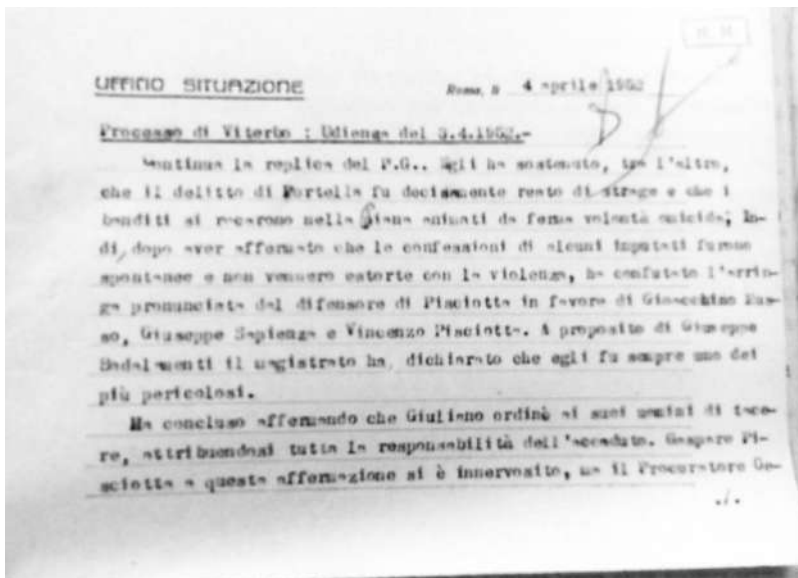 UFFICIO SITUAZIONE
Roma, li 4 aprile 1952
Processo di Viterbo : Udienza del 3.4.1952.-
Continua la replica del P.G.. Egli ha sostenuto, tra l'altro,
che il delitto di Portella fu decisamente reato di strage e che i
banditi si recarono nella Piana animati da ferma volontà omicida; In-
di, dopo aver affermato che le confessioni di alcuni imputati furono
spontanee e non vennero estorte con la violenza, ha confutato l'arrin-
ga pronunciata dal difensore di Pisciotta in favore di Gioacchino Mus-
so, Giuseppe Sapienza e Vincenzo Pisciotta. A proposito di Giuseppe
Badalamenti il magistrato ha dichiarato che egli fu sempre uno dei
più pericolosi.
Ha concluso affermando che Giuliano ordinò ai suoi uomini di tace-
re, attribuendosi tutta la responsabilità dell'accaduto. Gaspare Pi-
sciotta a questa affermazione si è innervosito, ma il Procuratore Ge-
./.